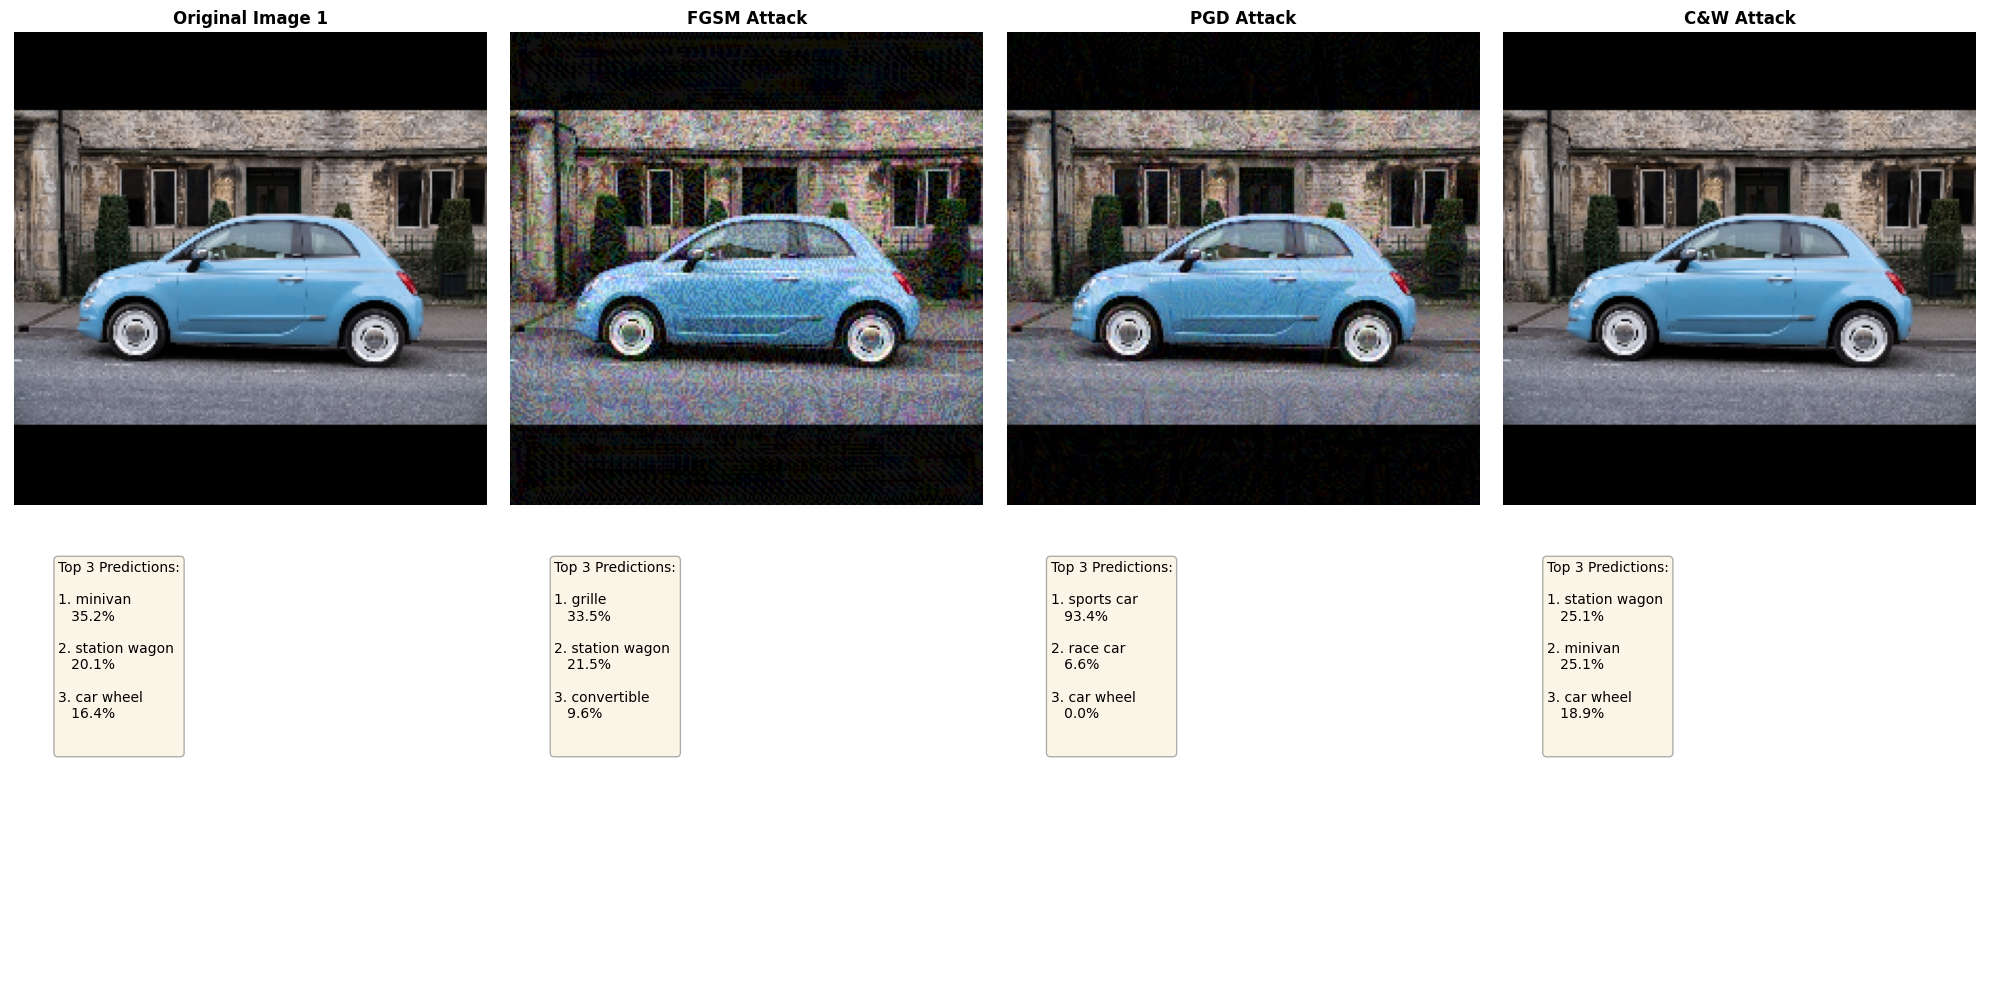 Original Image 1
FGSM Attack
PGD Attack
C&W Attack
Top 3 Predictions:
1. minivan
35.2%
2. station wagon
20.1%
3. car wheel
16.4%
Top 3 Predictions:
1. grille
33.5%
2. station wagon
21.5%
3. convertible
9.6%
Top 3 Predictions:
1. sports car
93.4%
2. race car
6.6%
3. car wheel
0.0%
Top 3 Predictions:
1. station wagon
25.1%
2. minivan
25.1%
3. car wheel
18.9%